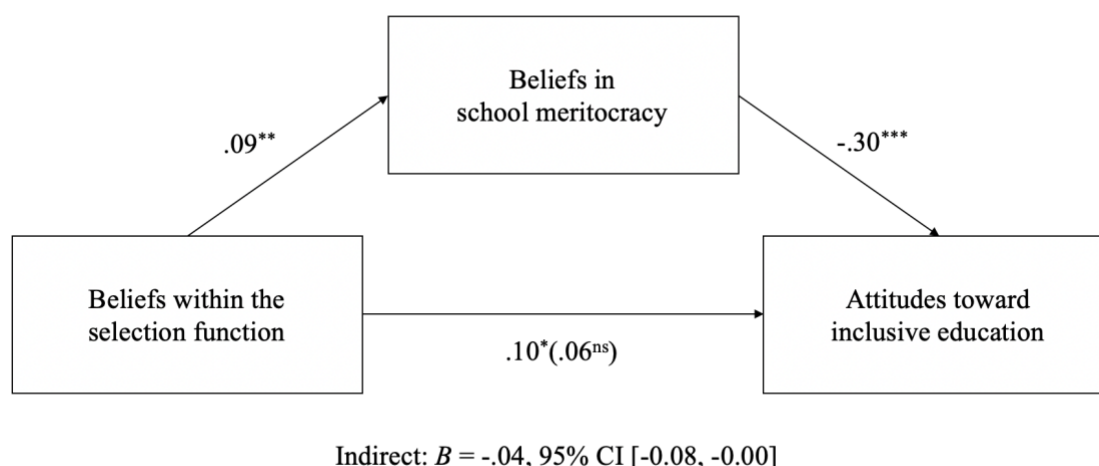 Beliefs in
school meritocracy
.09**
-.30***
Beliefs within the
selection function
Attitudes toward
inclusive education
.10*(.06ns)
Indirect: B = -.04, 95% CI [-0.08, -0.00]